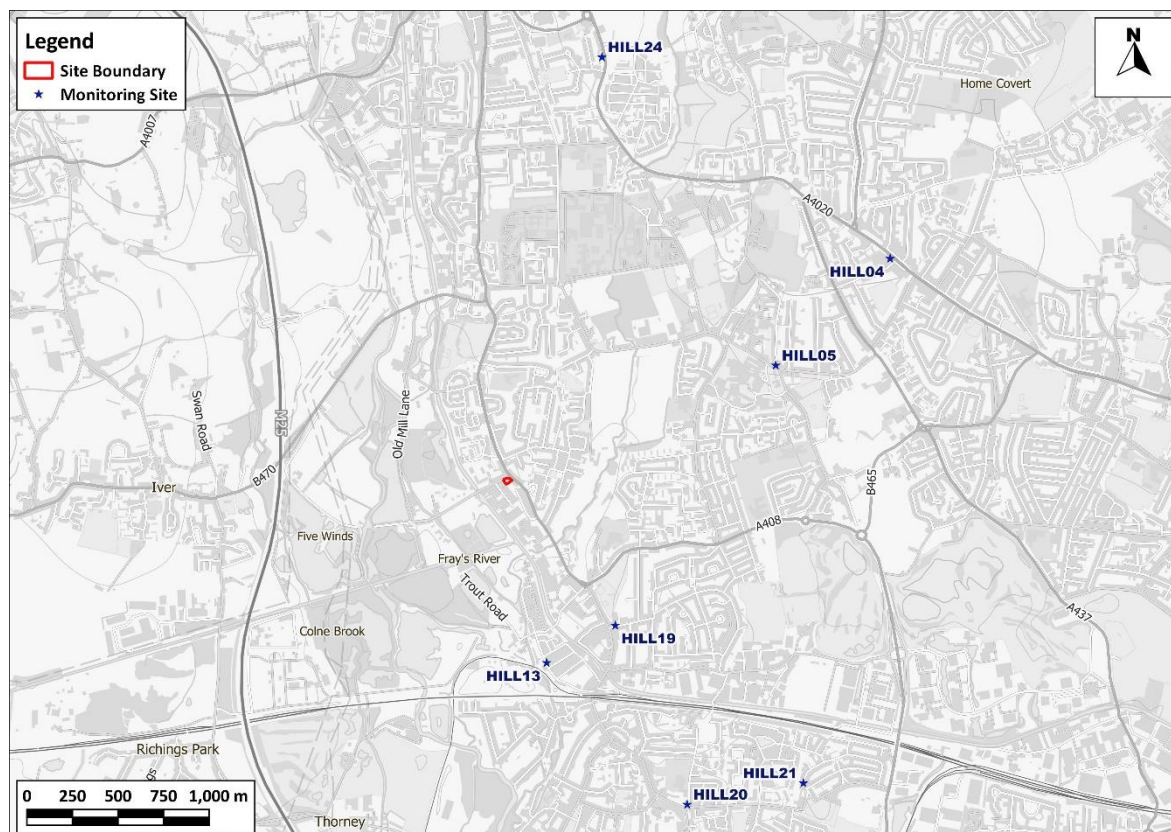 Legend
Site Boundary
Monitoring Site
N
HILL24
Home Covert
A4007
A4020
HILL04
HILL05
Swan Road
M25
Old Mill Lane
B470
Iver
B465
Five Winds
A408
Fray's River
Trout Road
A437
Colne Brook
HILL19
HILL13
Richings Park
HILL21
HILL20
0 250 500 750 1,000 m
Thorney